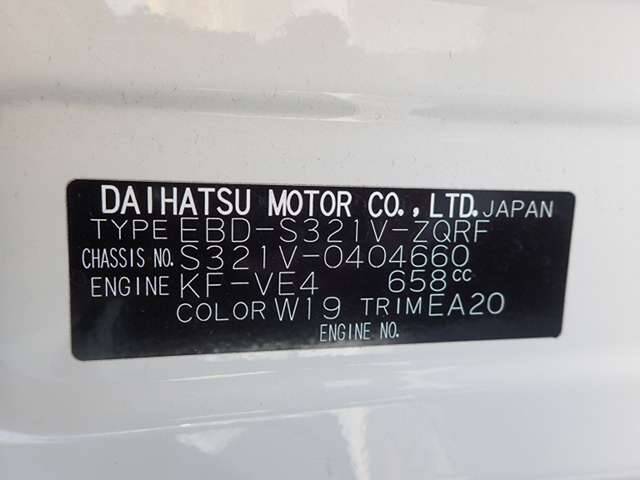 DAIHATSU MOTOR CO.,LTD. JAPAN
TYPE EBD-S321V-ZQRF
CHASSIS NO. S321V-0404660
ENGINE KF-VE4 658cc
COLOR W19 TRIM EA20
ENGINE NO.